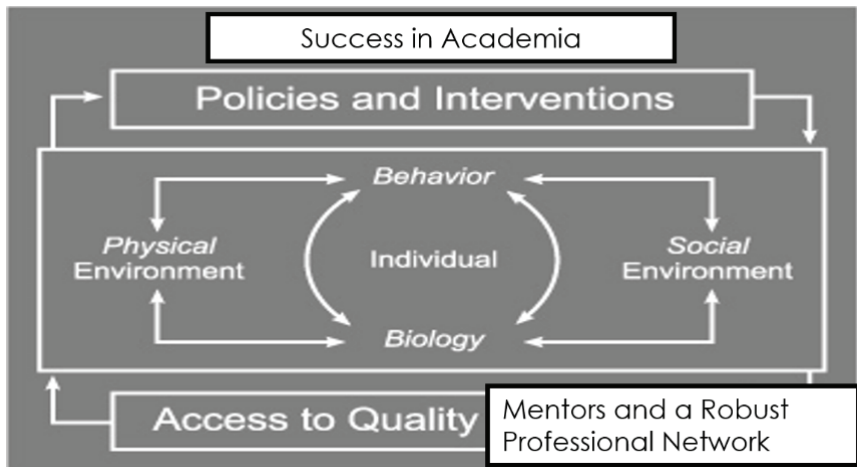 Success in Academia
Policies and Interventions
Behavior
Physical
Environment
Individual
Social
Environment
Biology
Access to Quality
Mentors and a Robust
Professional Network